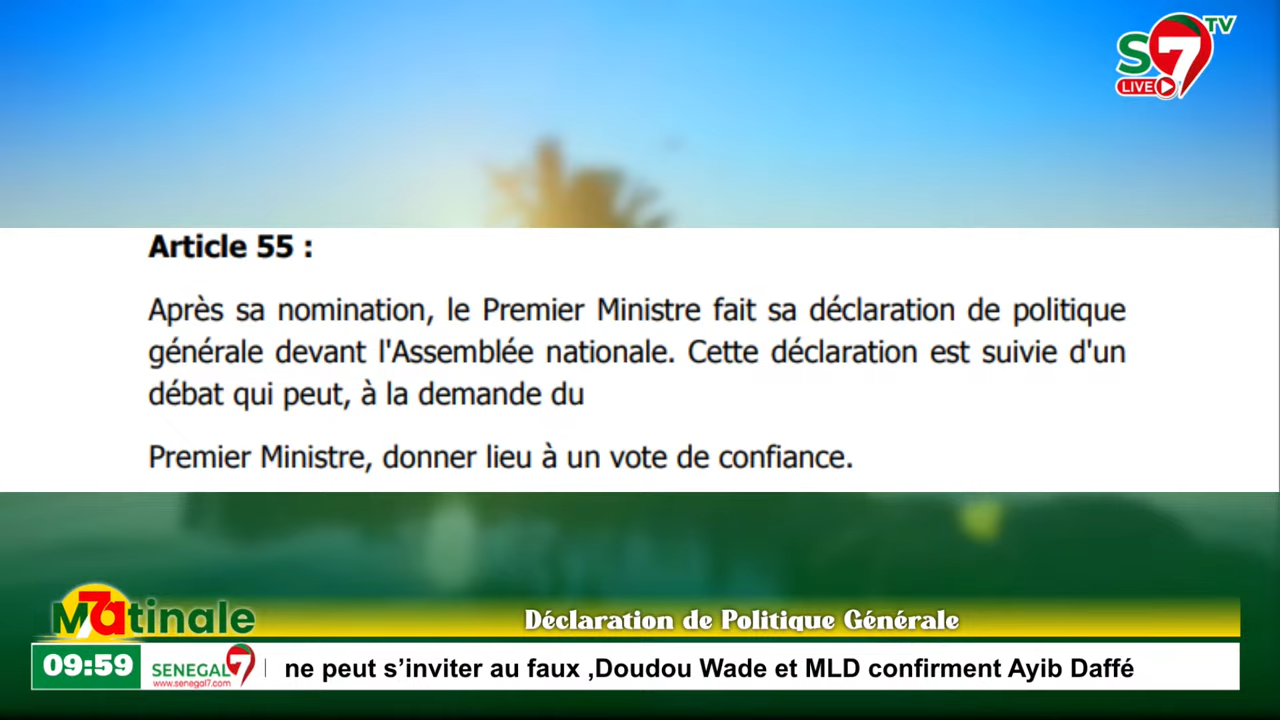 S7 TV
LIVE
Article 55 :
Après sa nomination, le Premier Ministre fait sa déclaration de politique
générale devant l'Assemblée nationale. Cette déclaration est suivie d'un
débat qui peut, à la demande du
Premier Ministre, donner lieu à un vote de confiance.
M7atinale
Déclaration de Politique Générale
09:59
SENEGAL7
www.senegal7.com
ne peut s’inviter au faux ,Doudou Wade et MLD confirment Ayib Daffé